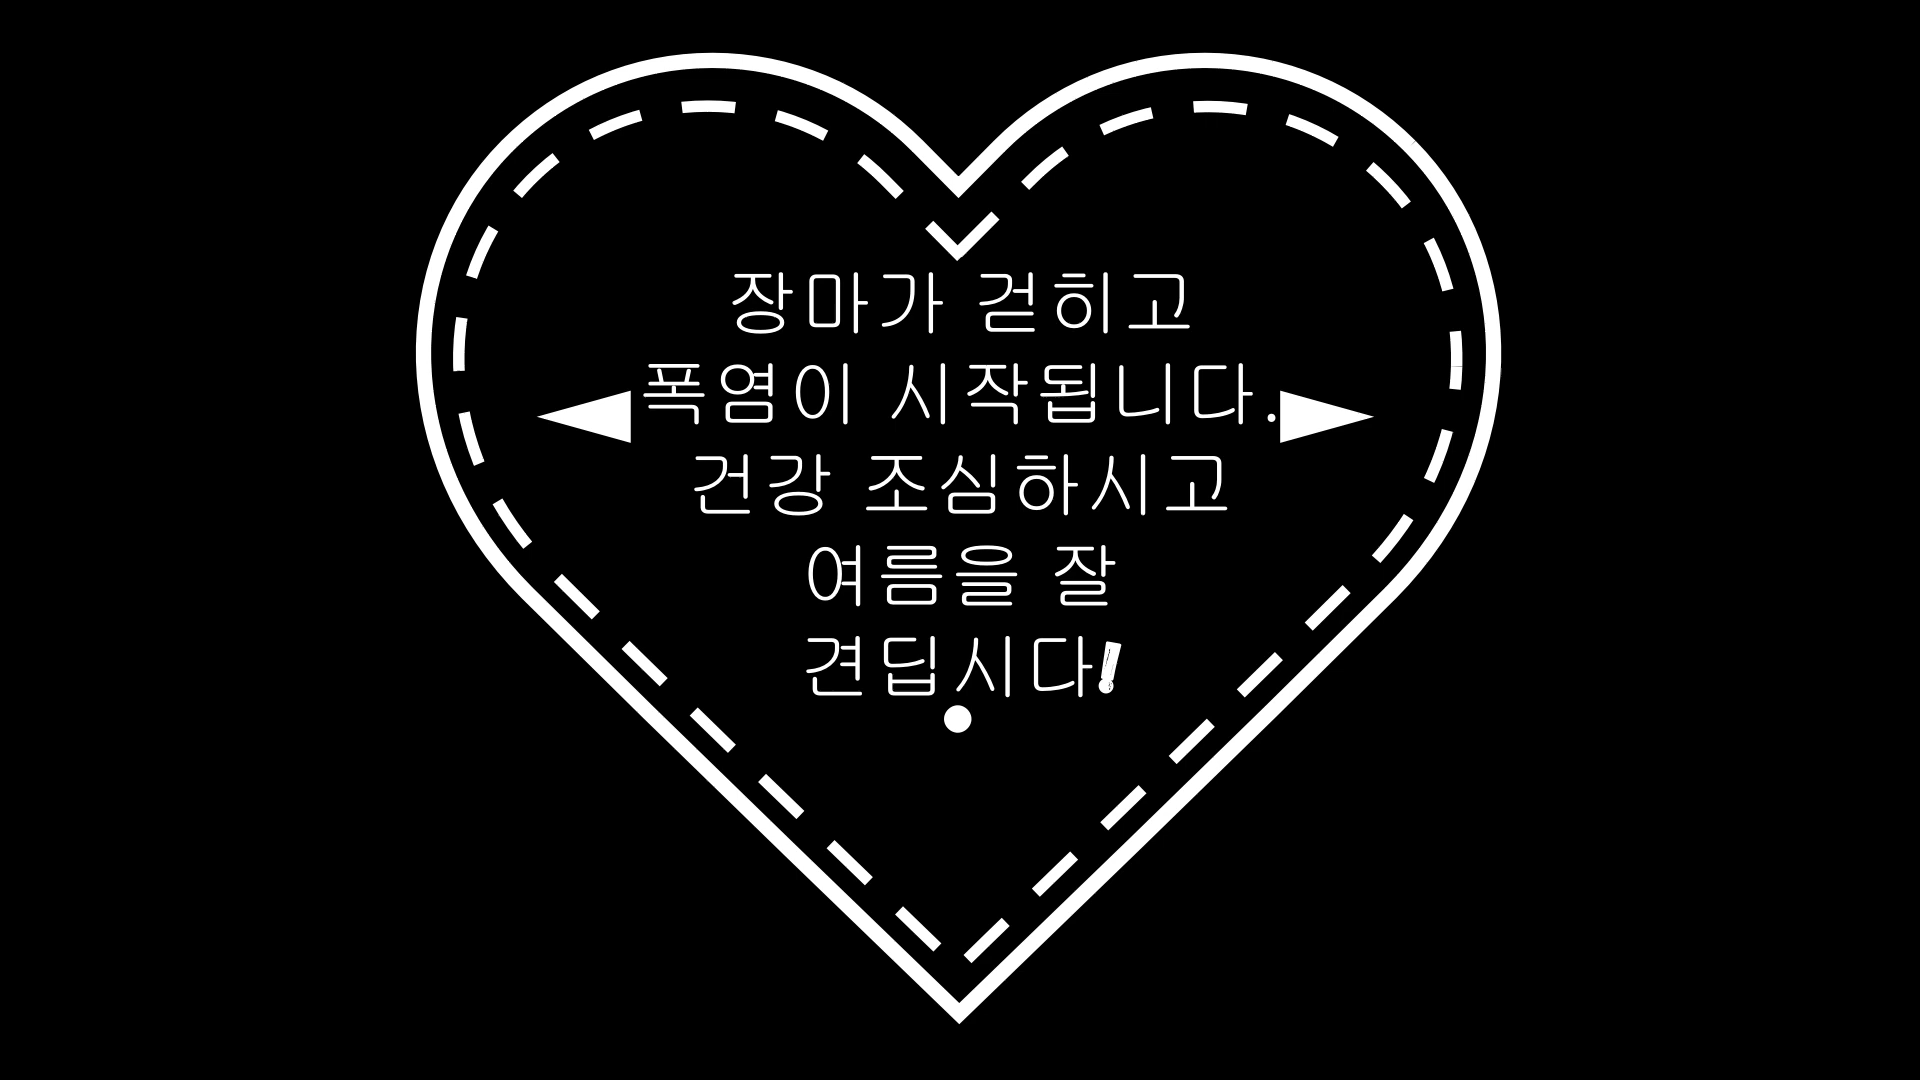 장마가 걷히고
폭염이 시작됩니다.
건강 조심하시고
여름을 잘
견딥시다!